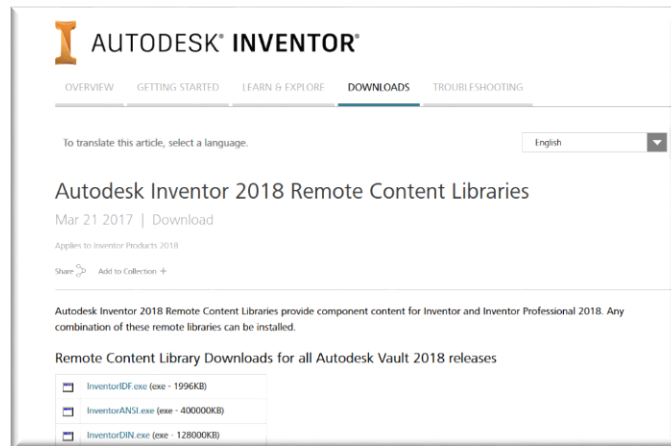 AUTODESK® INVENTOR®
OVERVIEW GETTING STARTED LEARN & EXPLORE DOWNLOADS TROUBLESHOOTING
To translate this article, select a language. English
Autodesk Inventor 2018 Remote Content Libraries
Mar 21 2017 | Download
Applies to Inventor Products 2018
Share Add to Collection +
Autodesk Inventor 2018 Remote Content Libraries provide component content for Inventor and Inventor Professional 2018. Any
combination of these remote libraries can be installed.
Remote Content Library Downloads for all Autodesk Vault 2018 releases
InventorIDF.exe (exe - 1996KB)
InventorANSI.exe (exe - 400000KB)
InventorDIN.exe (exe - 128000KB)